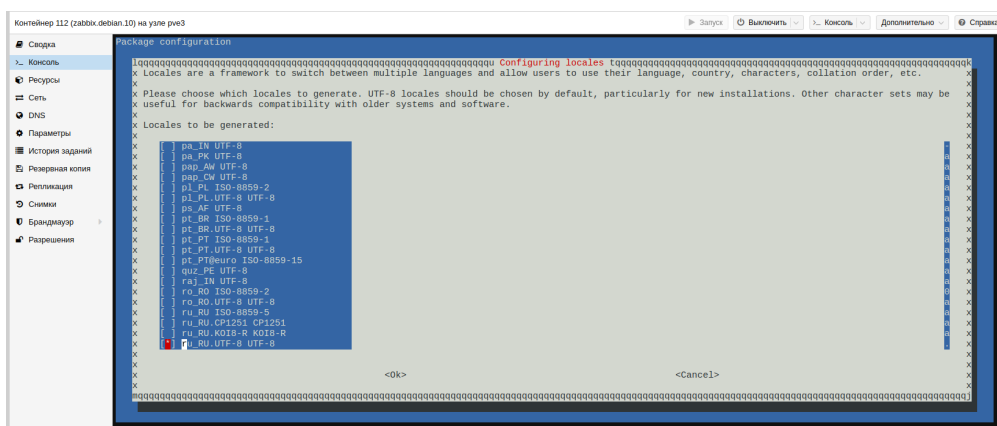 Контейнер 112 (zabbix.debian.10) на узле pve3
Запуск
Выключить
>_ Консоль
Дополнительно
Справка
Сводка
>_ Консоль
Ресурсы
Сеть
DNS
Параметры
История заданий
Резервная копия
Репликация
Снимки
Брандмауэр
Разрешения
Package configuration
Configuring locales
x Locales are a framework to switch between multiple languages and allow users to use their language, country, characters, collation order, etc. x
x Please choose which locales to generate. UTF-8 locales should be chosen by default, particularly for new installations. Other character sets may be x
x useful for backwards compatibility with older systems and software. x
x Locales to be generated: x
x [ ] pa_IN UTF-8 - x
x [ ] pa_PK UTF-8 a x
x [ ] pap_AW UTF-8 a x
x [ ] pap_CW UTF-8 a x
x [ ] pl_PL ISO-8859-2 a x
x [ ] pl_PL.UTF-8 UTF-8 a x
x [ ] ps_AF UTF-8 a x
x [ ] pt_BR ISO-8859-1 a x
x [ ] pt_BR.UTF-8 UTF-8 a x
x [ ] pt_PT ISO-8859-1 a x
x [ ] pt_PT.UTF-8 UTF-8 a x
x [ ] pt_PT@euro ISO-8859-15 a x
x [ ] quz_PE UTF-8 a x
x [ ] raj_IN UTF-8 a x
x [ ] ro_RO ISO-8859-2 0 x
x [ ] ro_RO.UTF-8 UTF-8 a x
x [ ] ru_RU ISO-8859-5 a x
x [ ] ru_RU.CP1251 CP1251 a x
x [ ] ru_RU.KOI8-R KOI8-R a x
x [*] ru_RU.UTF-8 UTF-8 . x
x <Ok> <Cancel> x